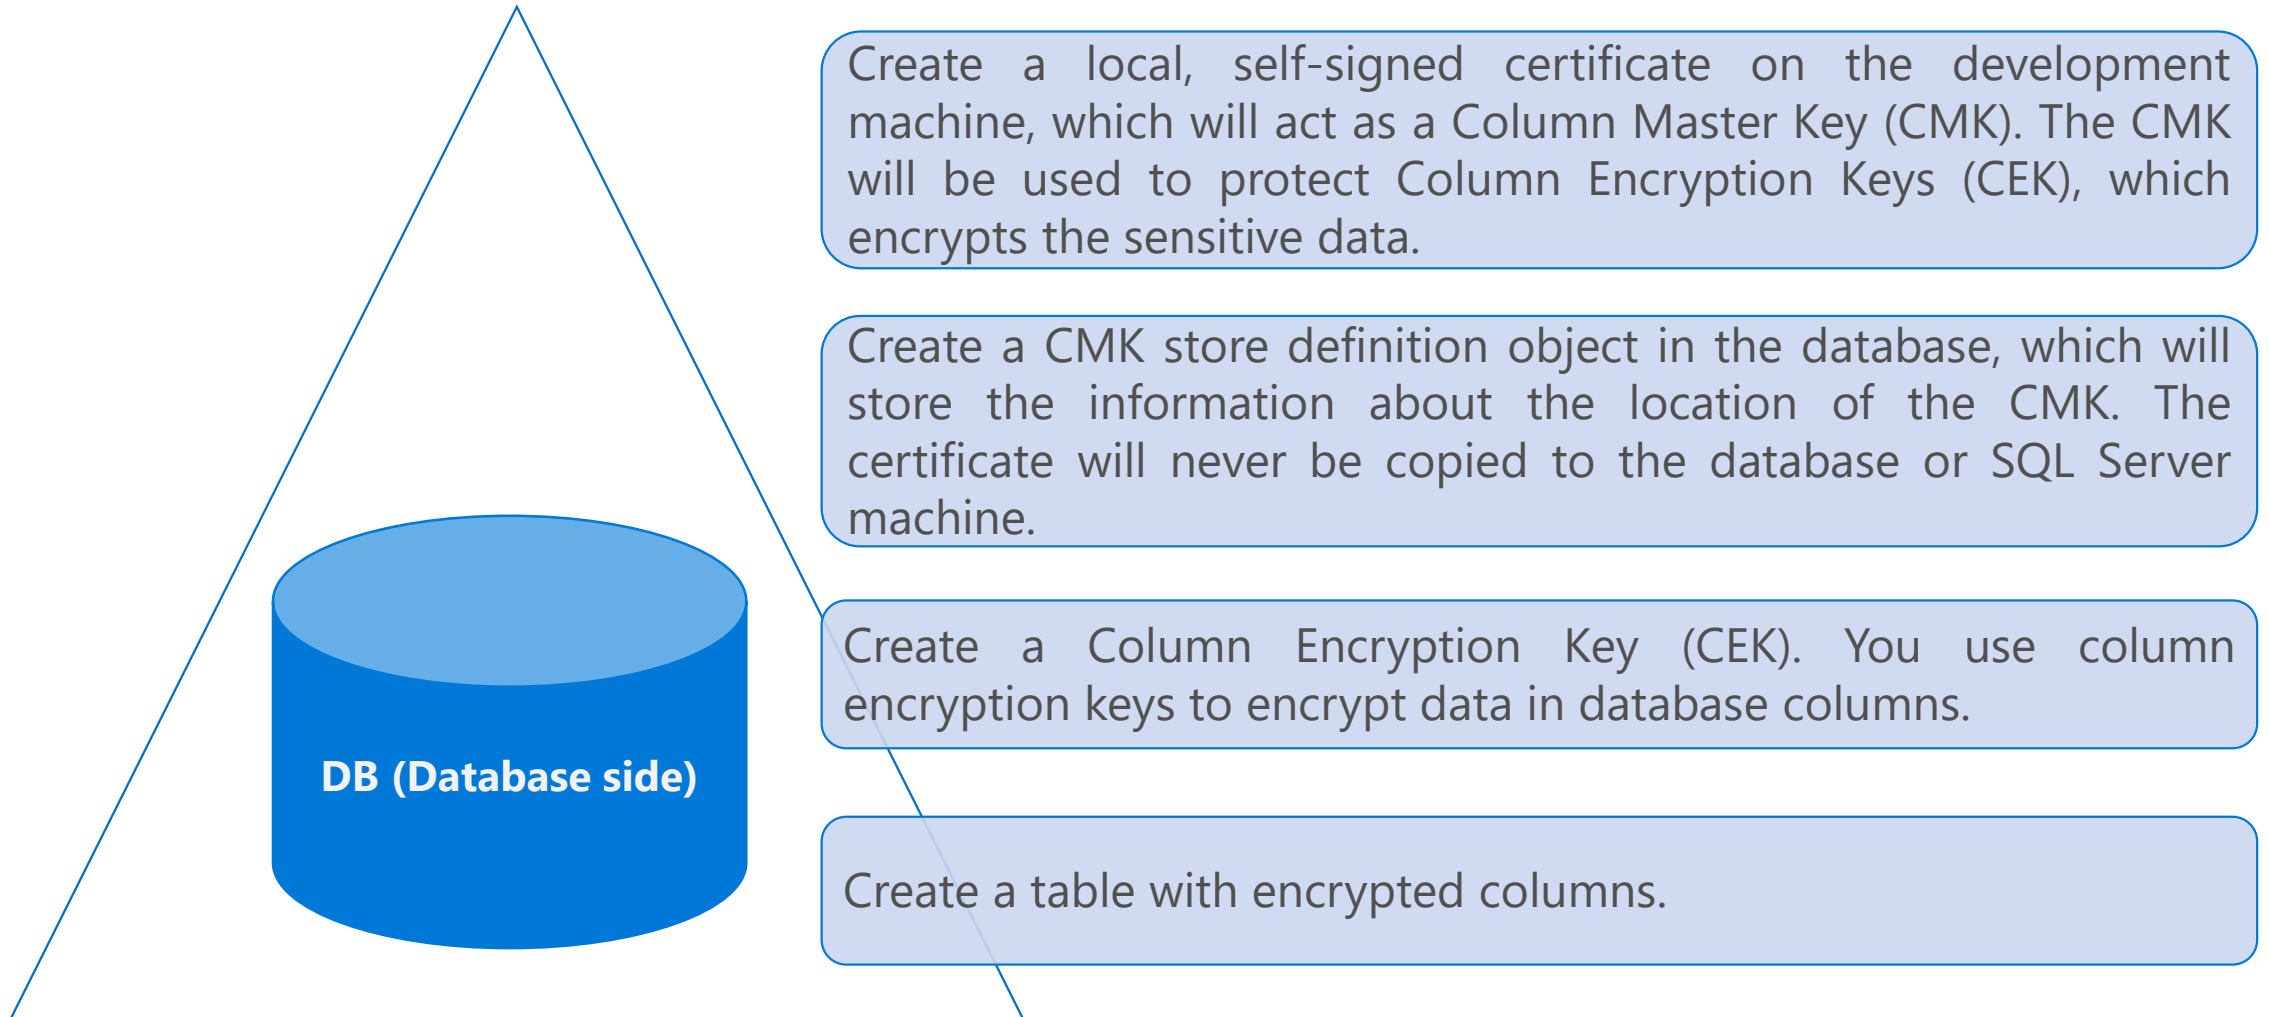 Create a local, self-signed certificate on the development
machine, which will act as a Column Master Key (CMK). The CMK
will be used to protect Column Encryption Keys (CEK), which
encrypts the sensitive data.
Create a CMK store definition object in the database, which will
store the information about the location of the CMK. The
certificate will never be copied to the database or SQL Server
machine.
Create a Column Encryption Key (CEK). You use column
encryption keys to encrypt data in database columns.
DB (Database side)
Create a table with encrypted columns.